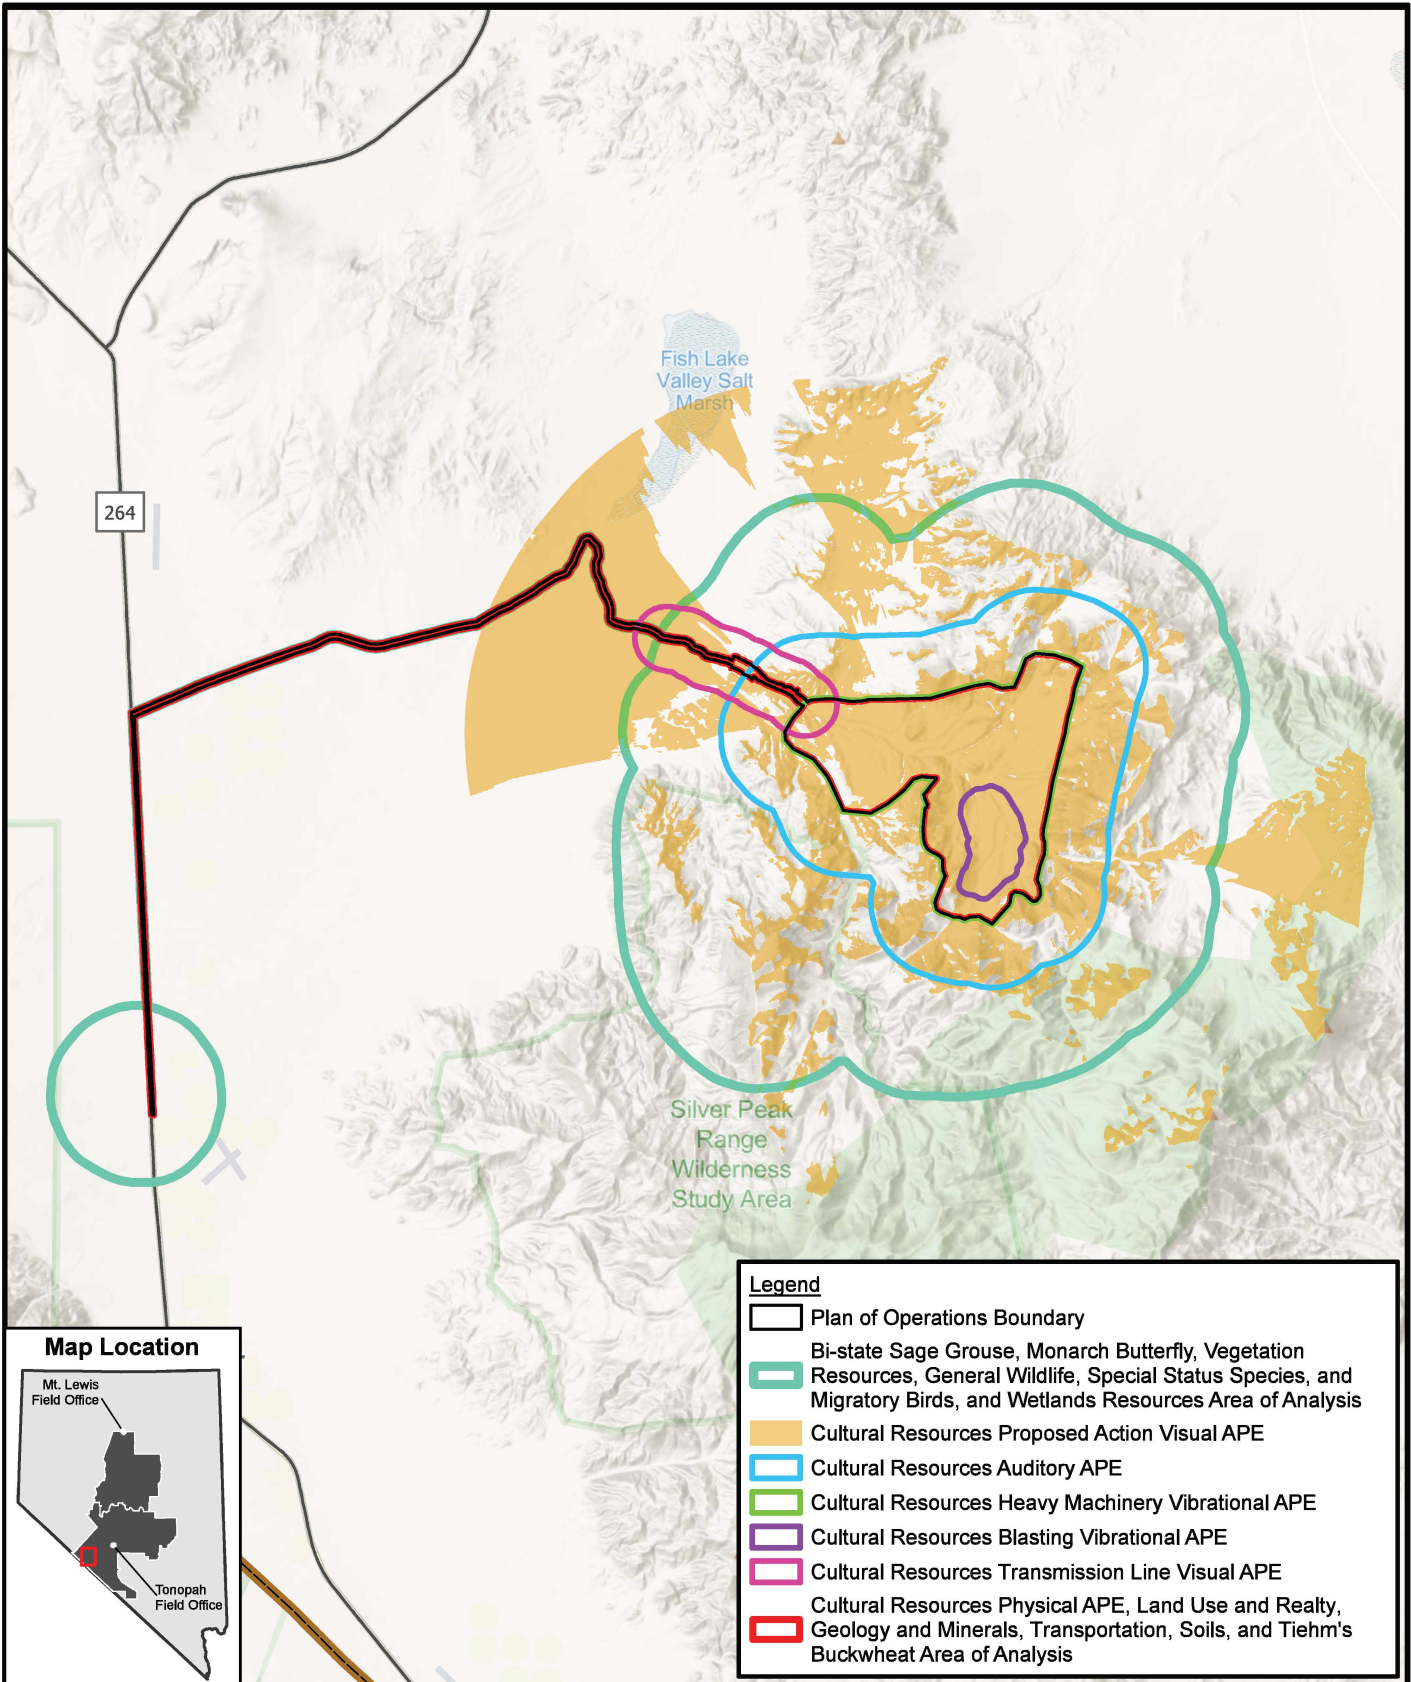 Fish Lake
Valley Salt
Marsh
264
Silver Peak
Range
Wilderness
Study Area
Legend
Plan of Operations Boundary
Bi-state Sage Grouse, Monarch Butterfly, Vegetation
Resources, General Wildlife, Special Status Species, and
Migratory Birds, and Wetlands Resources Area of Analysis
Cultural Resources Proposed Action Visual APE
Cultural Resources Auditory APE
Cultural Resources Heavy Machinery Vibrational APE
Cultural Resources Blasting Vibrational APE
Cultural Resources Transmission Line Visual APE
Cultural Resources Physical APE, Land Use and Realty,
Geology and Minerals, Transportation, Soils, and Tiehm's
Buckwheat Area of Analysis
Map Location
Mt. Lewis
Field Office
Tonopah
Field Office